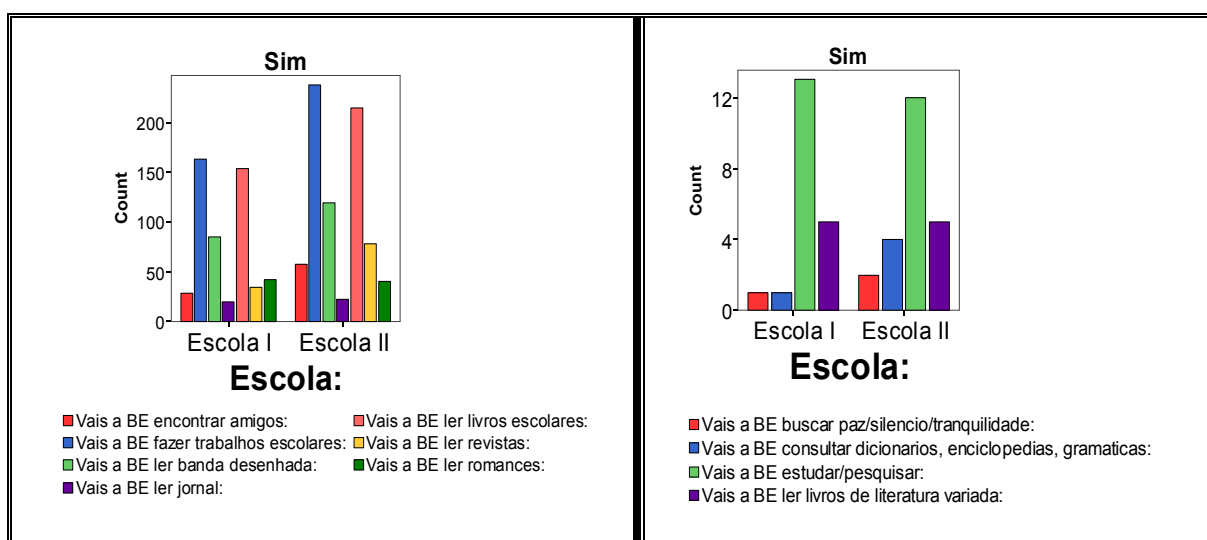 Sim
200
150
100
50
0
Count
Escola I Escola II
Escola:
Vais a BE encontrar amigos: Vais a BE ler livros escolares:
Vais a BE fazer trabalhos escolares: Vais a BE ler revistas:
Vais a BE ler banda desenhada: Vais a BE ler romances:
Vais a BE ler jornal:
Sim
12
8
4
0
Count
Escola I Escola II
Escola:
Vais a BE buscar paz/silencio/tranquilidade:
Vais a BE consultar dicionarios, enciclopedias, gramaticas:
Vais a BE estudar/pesquisar:
Vais a BE ler livros de literatura variada: